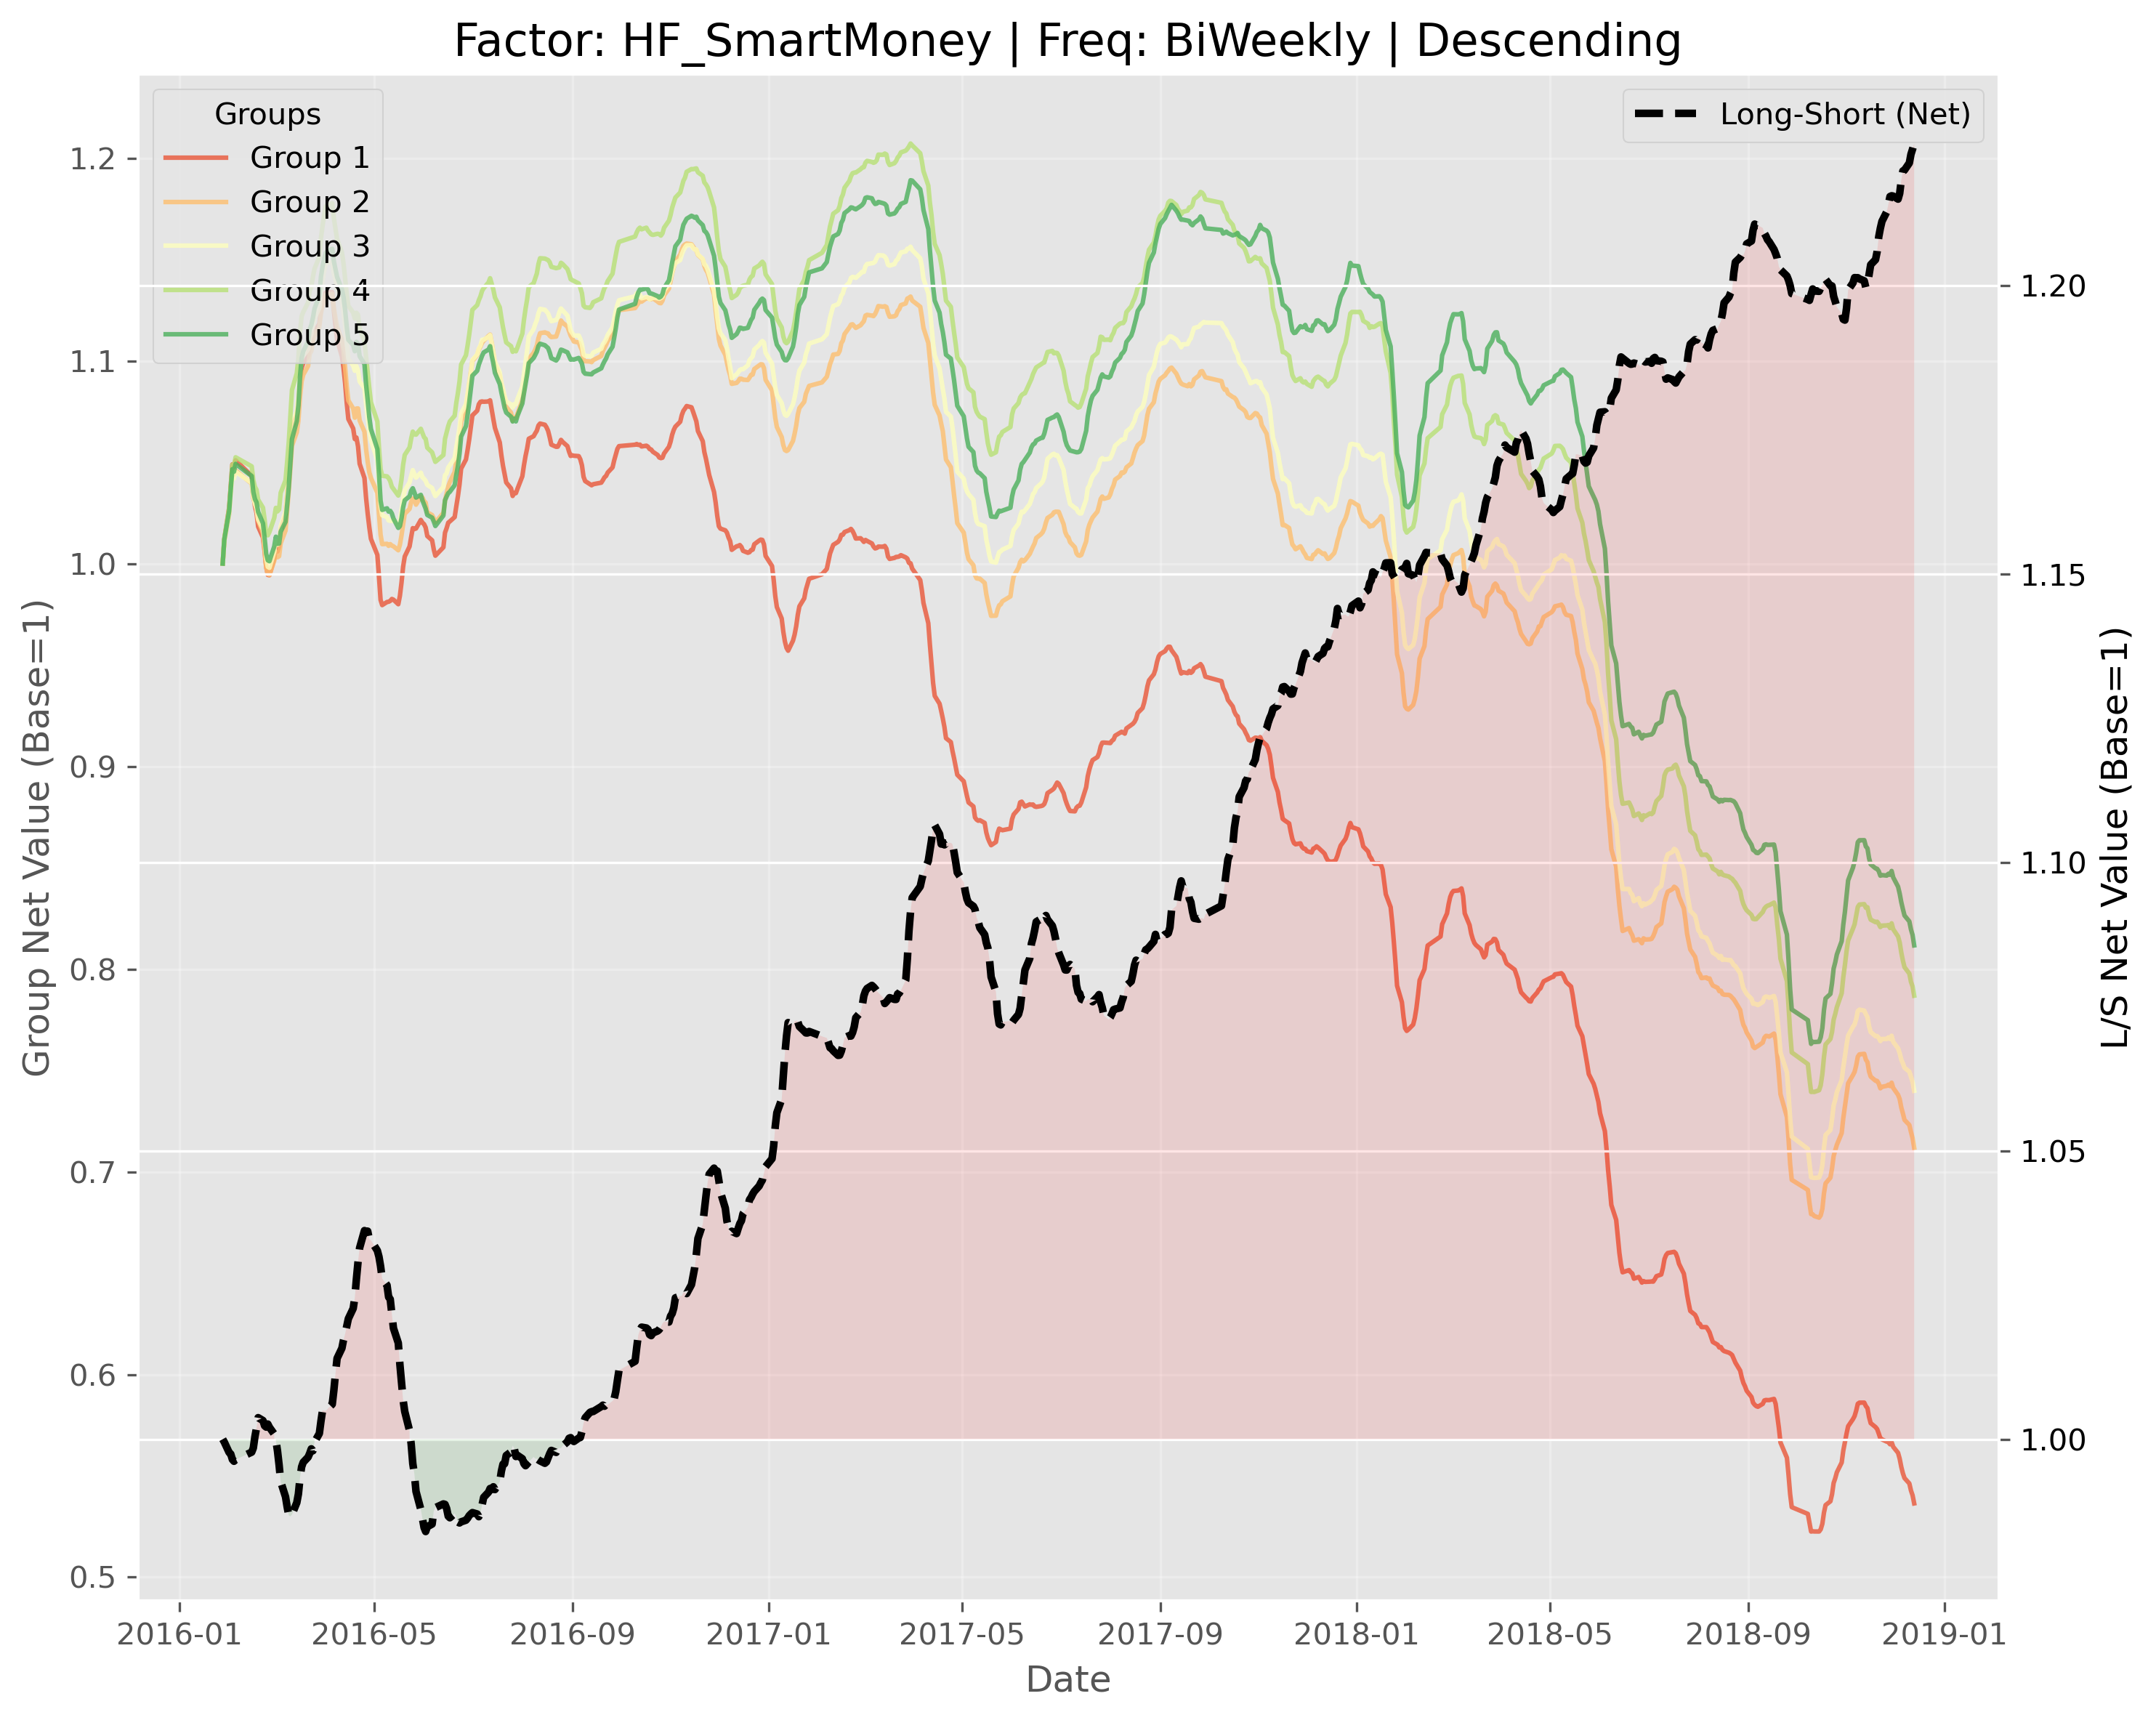 Factor: HF_SmartMoney | Freq: BiWeekly | Descending
Groups
Group 1
Group 2
Group 3
Group 4
Group 5
Long-Short (Net)
Group Net Value (Base=1)
1.2
1.1
1.0
0.9
0.8
0.7
0.6
0.5
L/S Net Value (Base=1)
1.20
1.15
1.10
1.05
1.00
2016-01 2016-05 2016-09 2017-01 2017-05 2017-09 2018-01 2018-05 2018-09 2019-01
Date